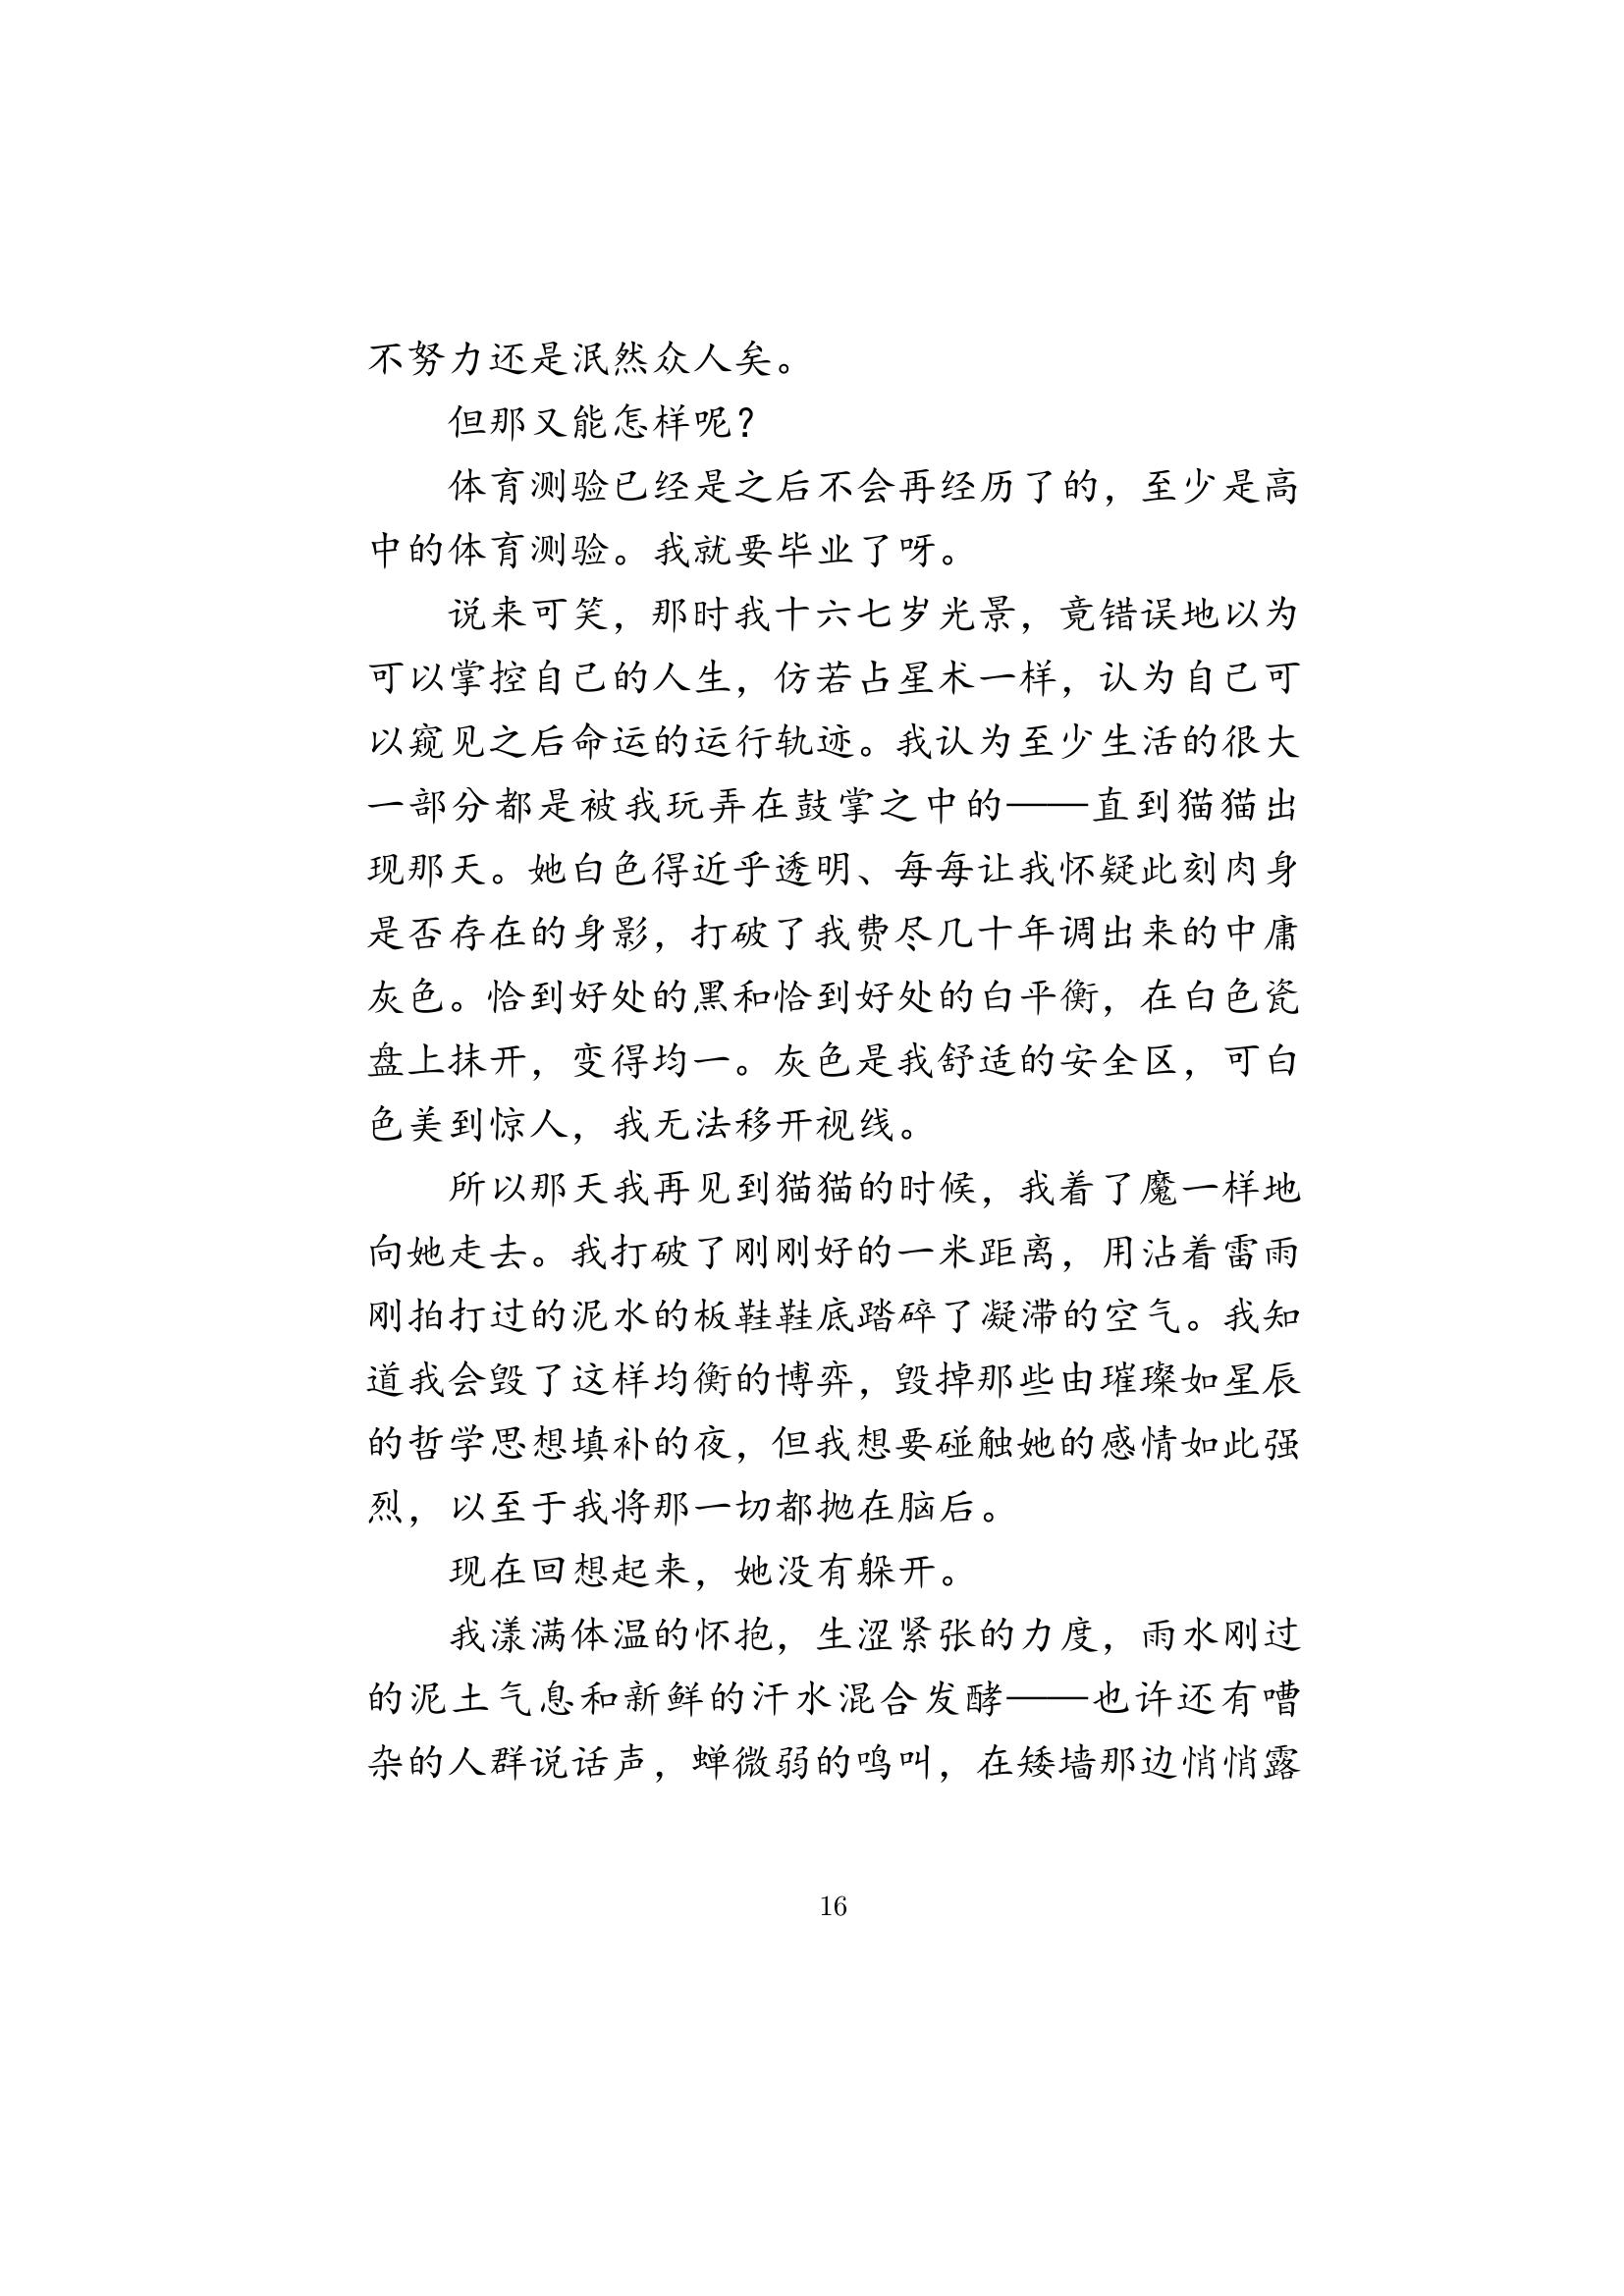 不努力还是泯然众人矣。
但那又能怎样呢？
体育测验已经是之后不会再经历了的，至少是高
中的体育测验。我就要毕业了呀。
说来可笑，那时我十六七岁光景，竟错误地以为
可以掌控自己的人生，仿若占星术一样，认为自己可
以窥见之后命运的运行轨迹。我认为至少生活的很大
一部分都是被我玩弄在鼓掌之中的——直到猫猫出
现那天。她白色得近乎透明、每每让我怀疑此刻肉身
是否存在的身影，打破了我费尽几十年调出来的中庸
灰色。恰到好处的黑和恰到好处的白平衡，在白色瓷
盘上抹开，变得均一。灰色是我舒适的安全区，可白
色美到惊人，我无法移开视线。
所以那天我再见到猫猫的时候，我着了魔一样地
向她走去。我打破了刚刚好的一米距离，用沾着雷雨
刚拍打过的泥水的板鞋鞋底踏碎了凝滞的空气。我知
道我会毁了这样均衡的博弈，毁掉那些由璀璨如星辰
的哲学思想填补的夜，但我想要碰触她的感情如此强
烈，以至于我将那一切都抛在脑后。
现在回想起来，她没有躲开。
我漾满体温的怀抱，生涩紧张的力度，雨水刚过
的泥土气息和新鲜的汗水混合发酵——也许还有嘈
杂的人群说话声，蝉微弱的鸣叫，在矮墙那边悄悄露
16